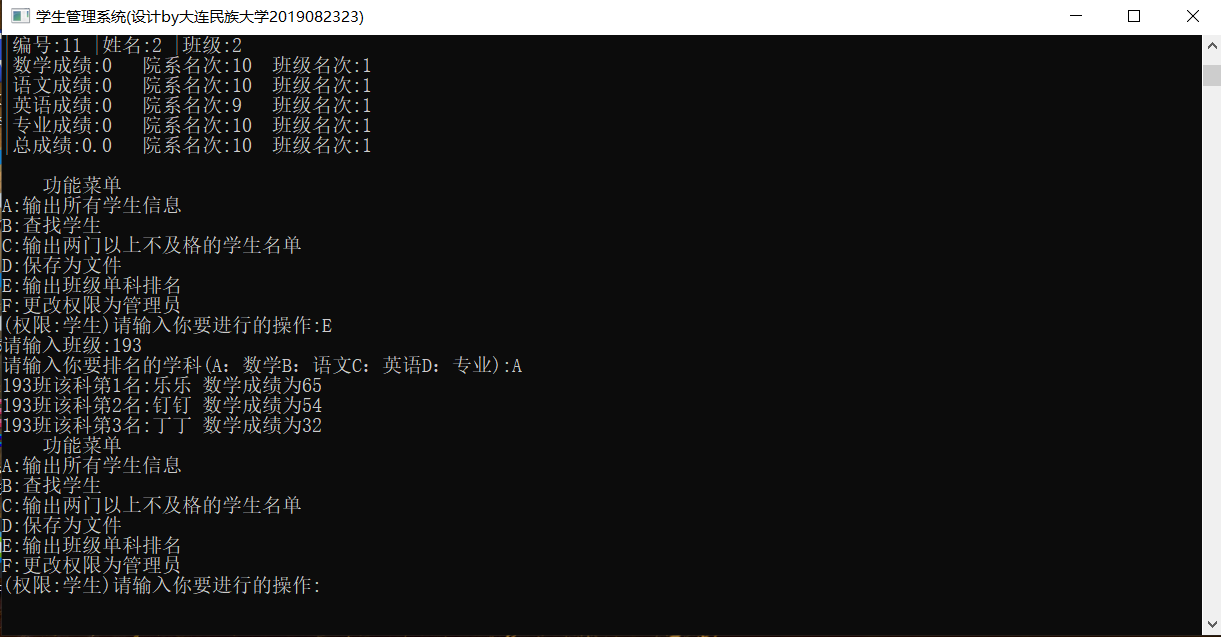 学生管理系统(设计by大连民族大学2019082323)
编号:11 |姓名:2 |班级:2
数学成绩:0 院系名次:10 班级名次:1
语文成绩:0 院系名次:10 班级名次:1
英语成绩:0 院系名次:9 班级名次:1
专业成绩:0 院系名次:10 班级名次:1
总成绩:0.0 院系名次:10 班级名次:1
功能菜单
A:输出所有学生信息
B:查找学生
C:输出两门以上不及格的学生名单
D:保存为文件
E:输出班级单科排名
F:更改权限为管理员
(权限:学生)请输入你要进行的操作:E
请输入班级:193
请输入你要排名的学科(A：数学B：语文C：英语D：专业):A
193班该科第1名:乐乐 数学成绩为65
193班该科第2名:钉钉 数学成绩为54
193班该科第3名:丁丁 数学成绩为32
功能菜单
A:输出所有学生信息
B:查找学生
C:输出两门以上不及格的学生名单
D:保存为文件
E:输出班级单科排名
F:更改权限为管理员
(权限:学生)请输入你要进行的操作: